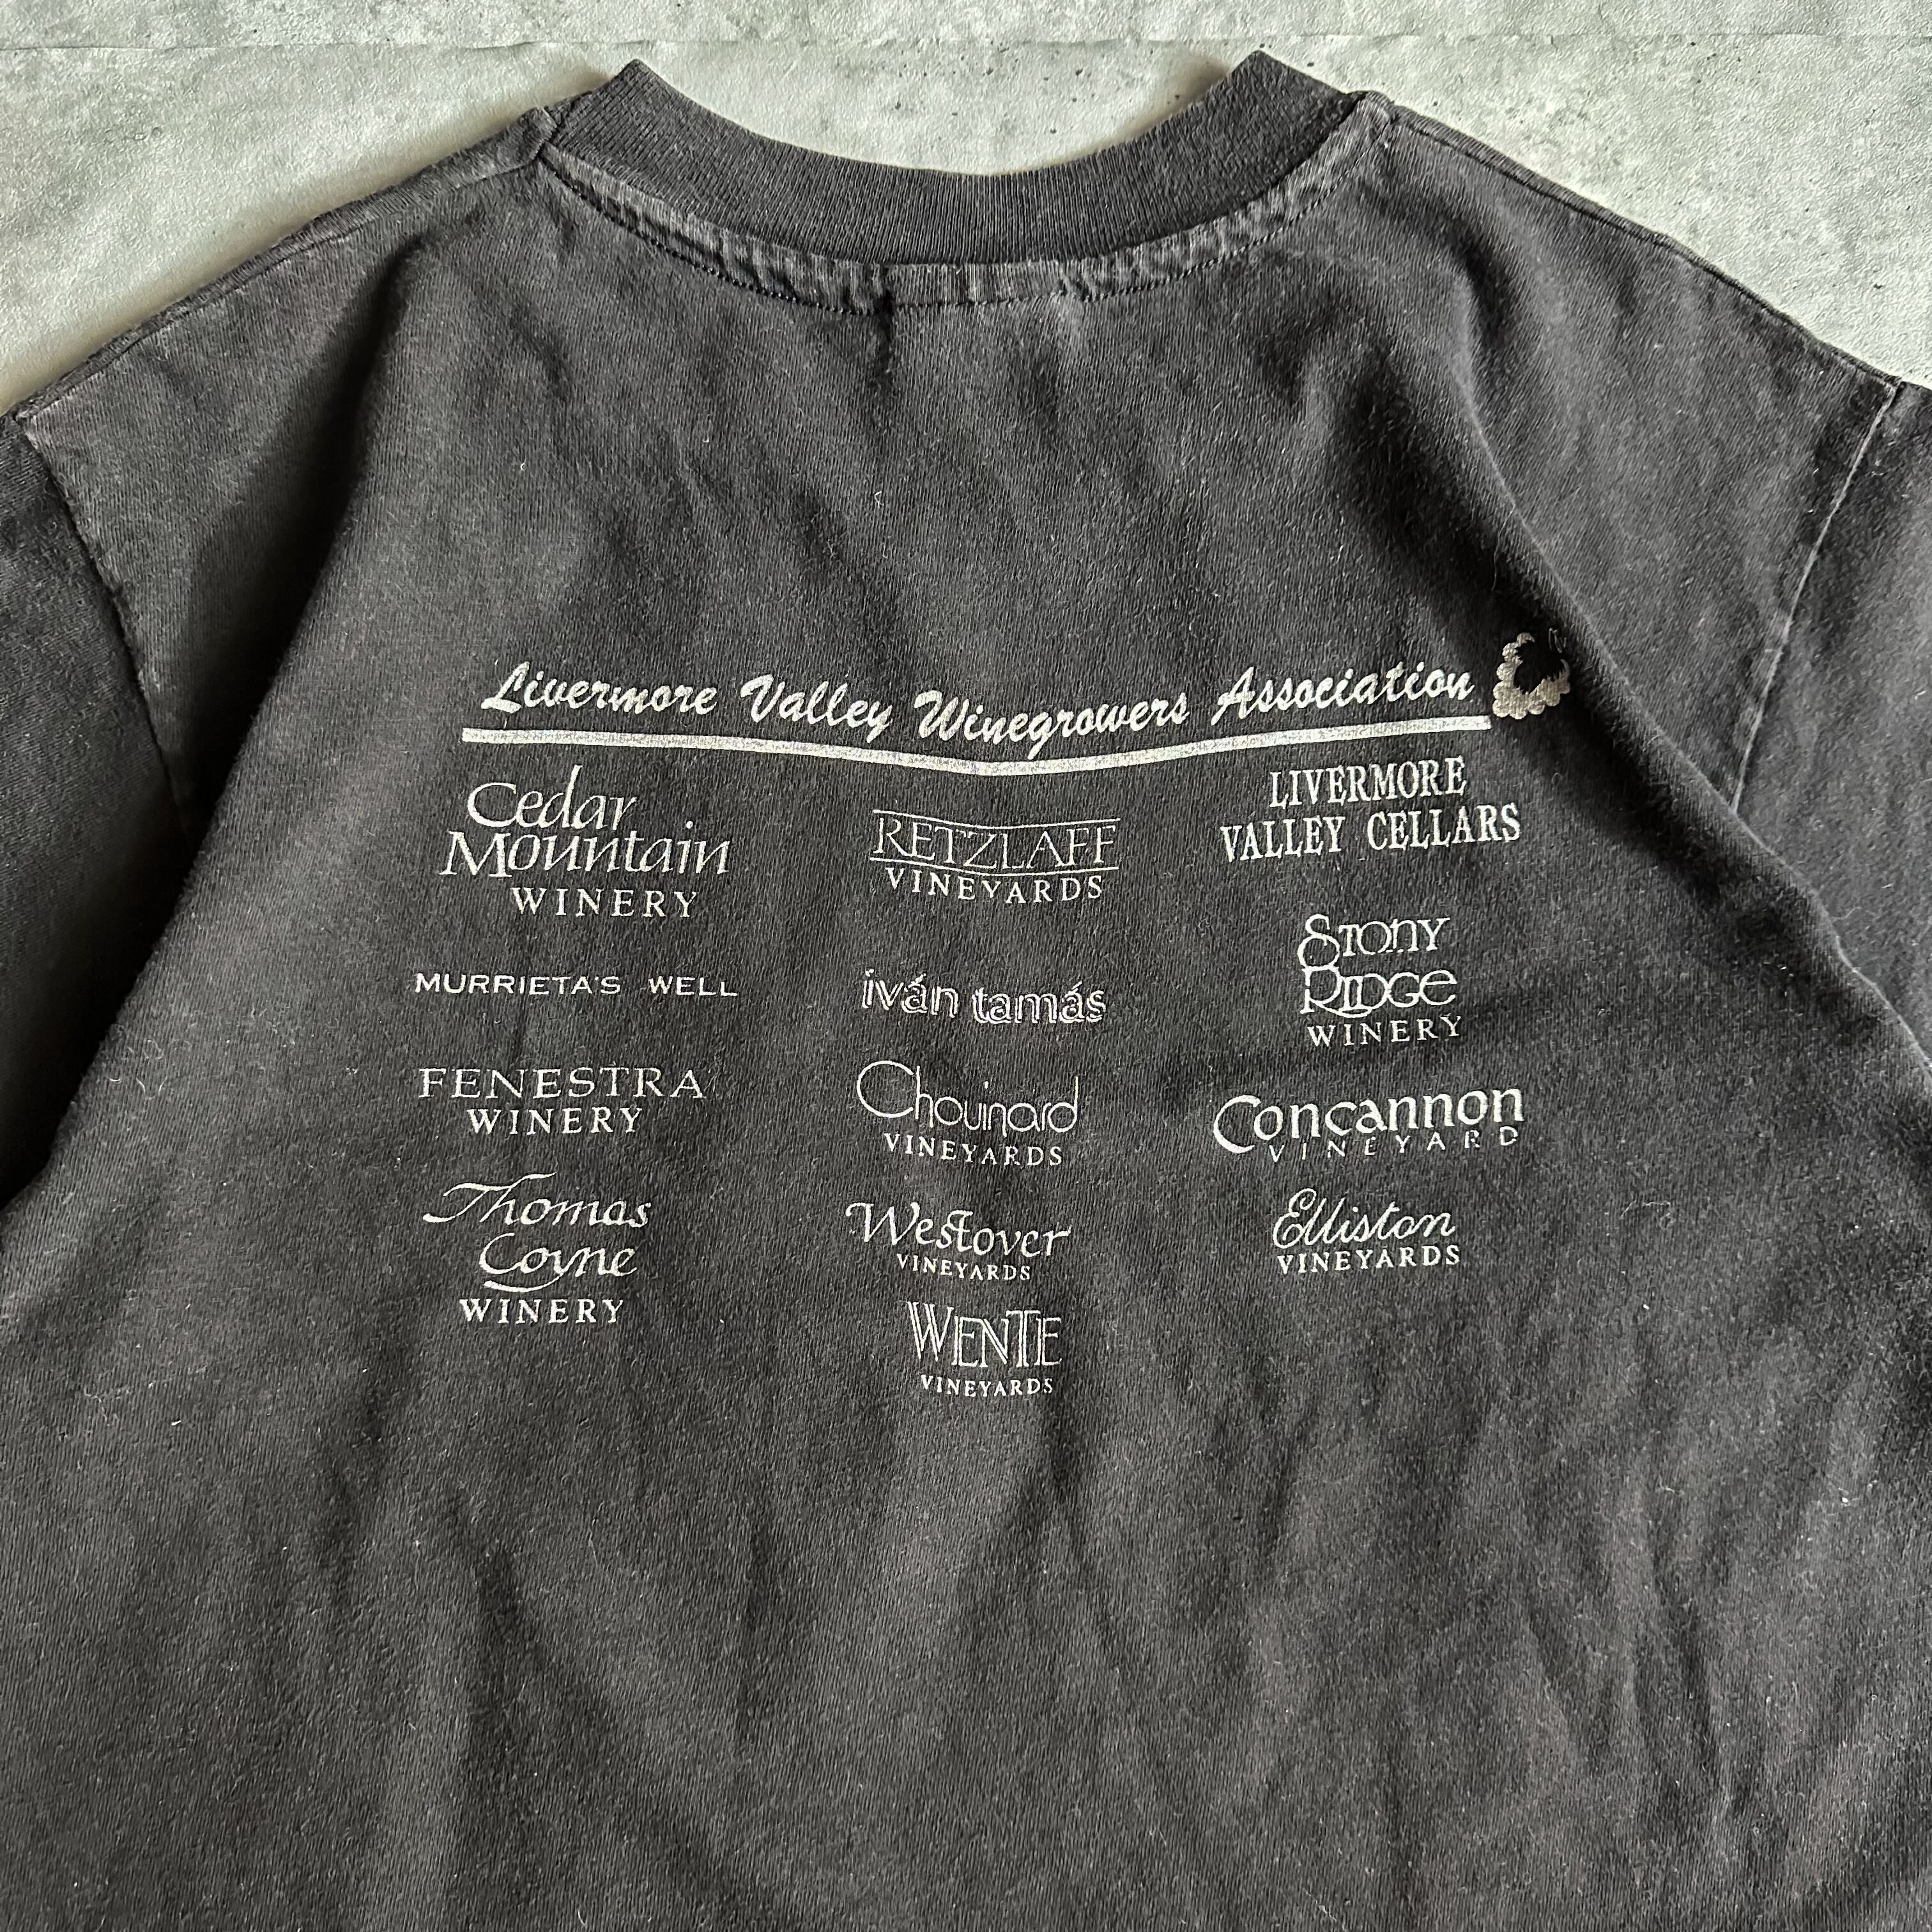 Livermore Valley Winegrowers Association
Cedar
Mountain
WINERY
MURRIETA'S WELL
FENESTRA
WINERY
Thomas
Coyne
WINERY
RETZLAFF
VINEYARDS
iván tamás
Chouinard
VINEYARDS
Westover
VINEYARDS
WENTE
VINEYARDS
LIVERMORE
VALLEY CELLARS
STONY
RIDGE
WINERY
Concannon
VINEYARD
Elliston
VINEYARDS